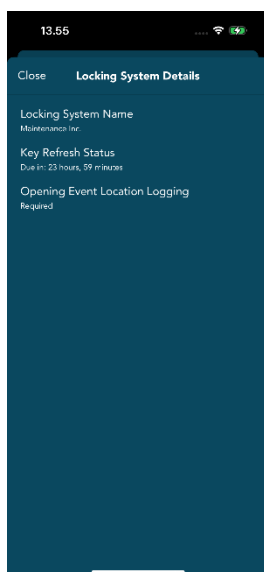 13.55
Close Locking System Details
Locking System Name
Maintenance Inc.
Key Refresh Status
Due in: 23 hours, 59 minutes
Opening Event Location Logging
Required